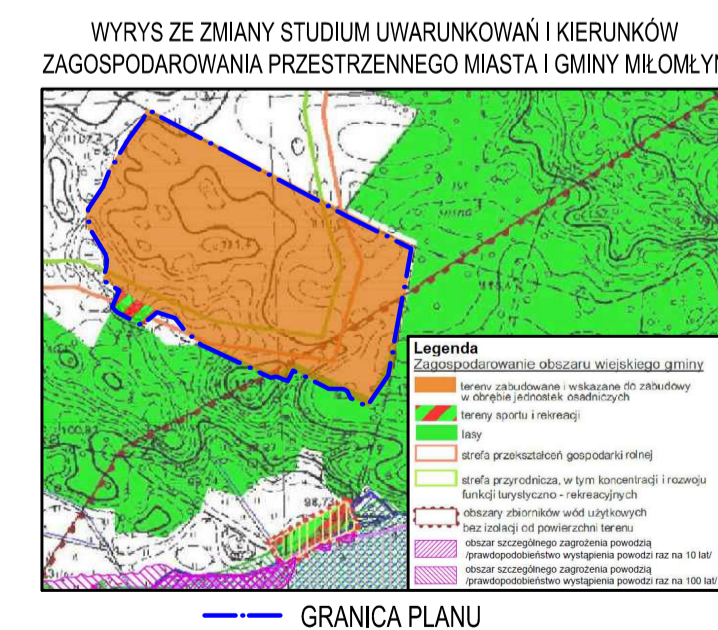 WYRYS ZE ZMIANY STUDIUM UWARUNKOWAŃ I KIERUNKÓW
ZAGOSPODAROWANIA PRZESTRZENNEGO MIASTA I GMINY MIŁOMŁYN
Legenda
Zagospodarowanie obszaru wiejskiego gminy
tereny zabudowane i wskazane do zabudowy
w obrębie jednostek osadniczych
tereny sportu i rekreacji
lasy
strefa przekształceń gospodarki rolnej
strefa przyrodnicza, w tym koncentracji i rozwoju
funkcji turystyczno - rekreacyjnych
obszary zbiorników wód użytkowych
bez izolacji od powierzchni terenu
obszar szczególnego zagrożenia powodzią
/prawdopodobieństwo wystąpienia powodzi raz na 10 lat/
obszar szczególnego zagrożenia powodzią
/prawdopodobieństwo wystąpienia powodzi raz na 100 lat/
GRANICA PLANU